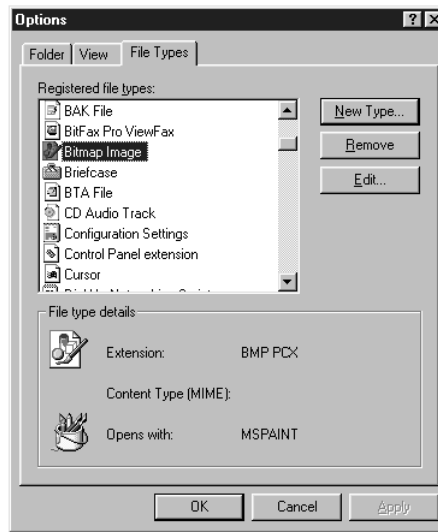 Options
Folder View File Types
Registered file types:
BAK File
BitFax Pro ViewFax
Bitmap Image
Briefcase
BTA File
CD Audio Track
Configuration Settings
Control Panel extension
Cursor
New Type...
Remove
Edit...
File type details
Extension: BMP PCX
Content Type (MIME):
Opens with: MSPAINT
OK Cancel Apply